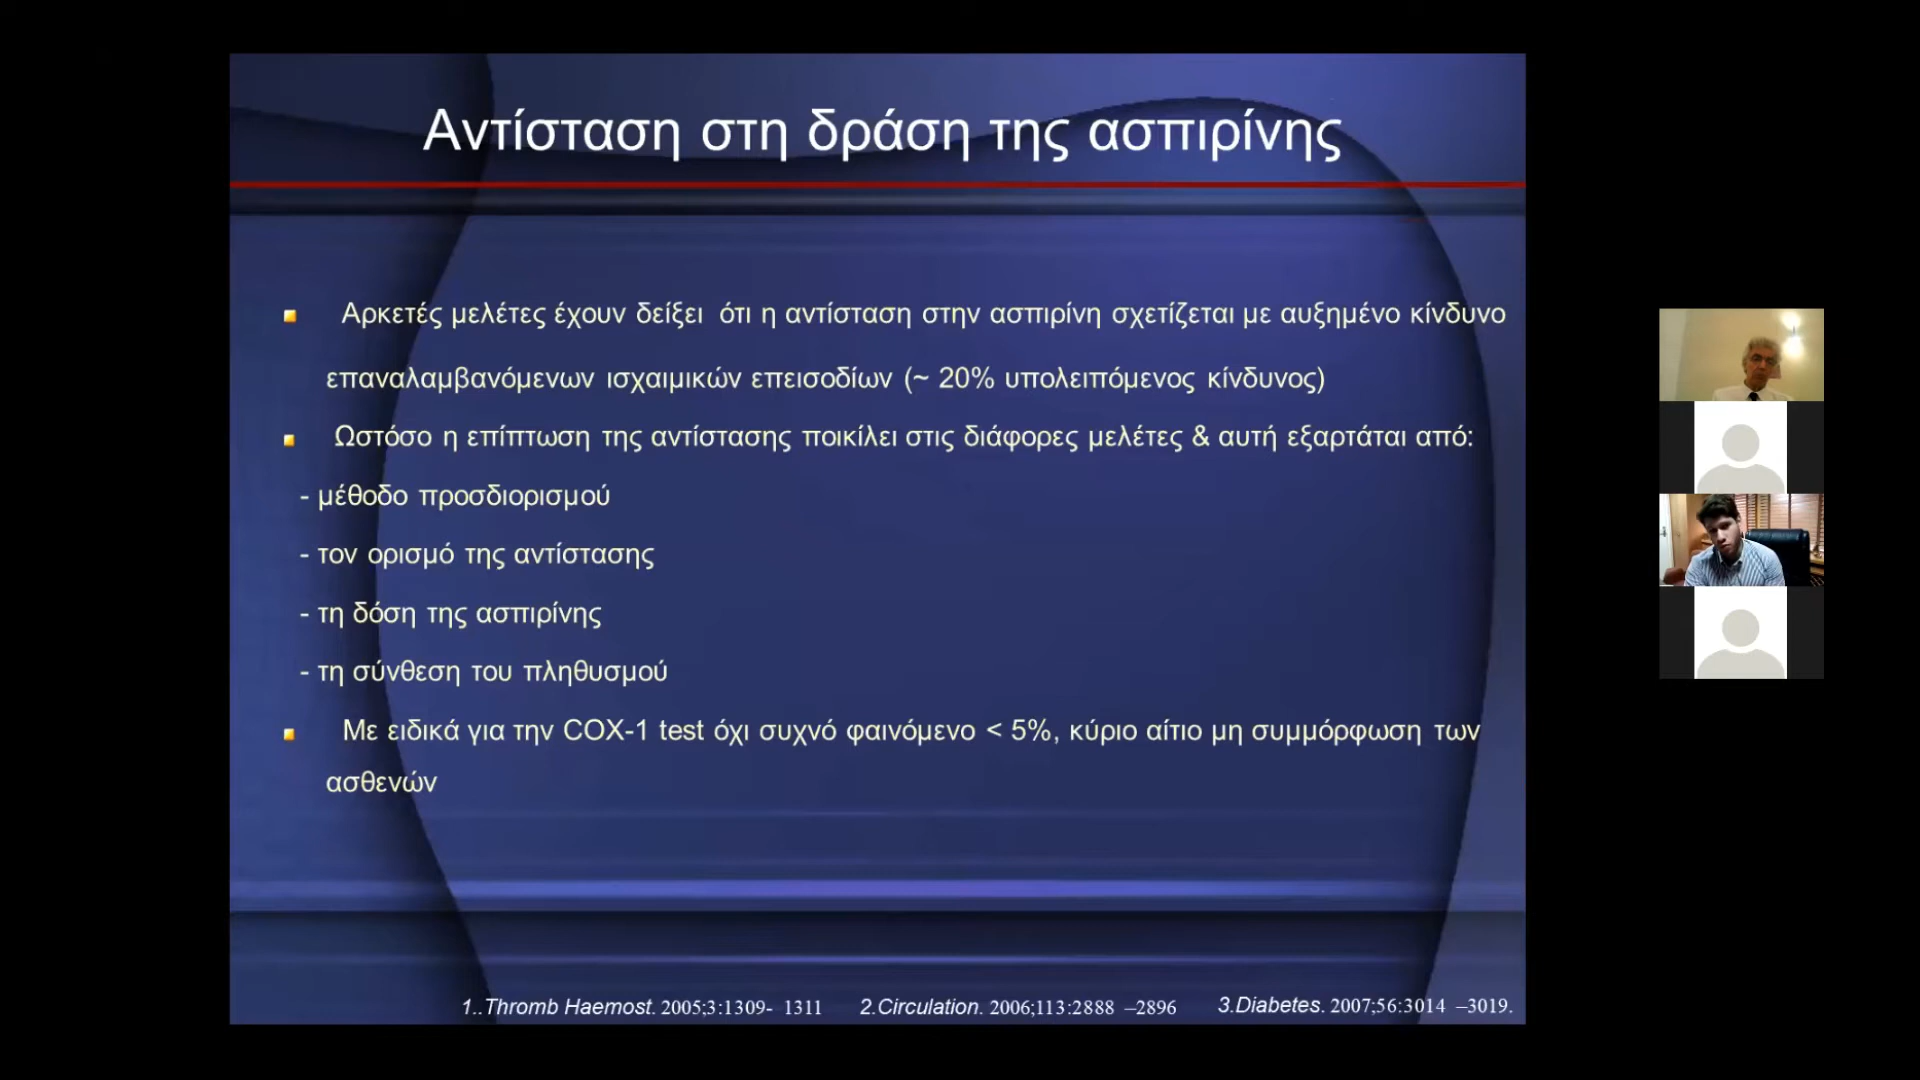 Αντίσταση στη δράση της ασπιρίνης
Αρκετές μελέτες έχουν δείξει ότι η αντίσταση στην ασπιρίνη σχετίζεται με αυξημένο κίνδυνο
επαναλαμβανόμενων ισχαιμικών επεισοδίων (~ 20% υπολειπόμενος κίνδυνος)
Ωστόσο η επίπτωση της αντίστασης ποικίλει στις διάφορες μελέτες & αυτή εξαρτάται από:
- μέθοδο προσδιορισμού
- τον ορισμό της αντίστασης
- τη δόση της ασπιρίνης
- τη σύνθεση του πληθυσμού
Με ειδικά για την COX-1 test όχι συχνό φαινόμενο < 5%, κύριο αίτιο μη συμμόρφωση των
ασθενών
1..Thromb Haemost. 2005;3:1309- 1311 2.Circulation. 2006;113:2888 –2896 3.Diabetes. 2007;56:3014 –3019.